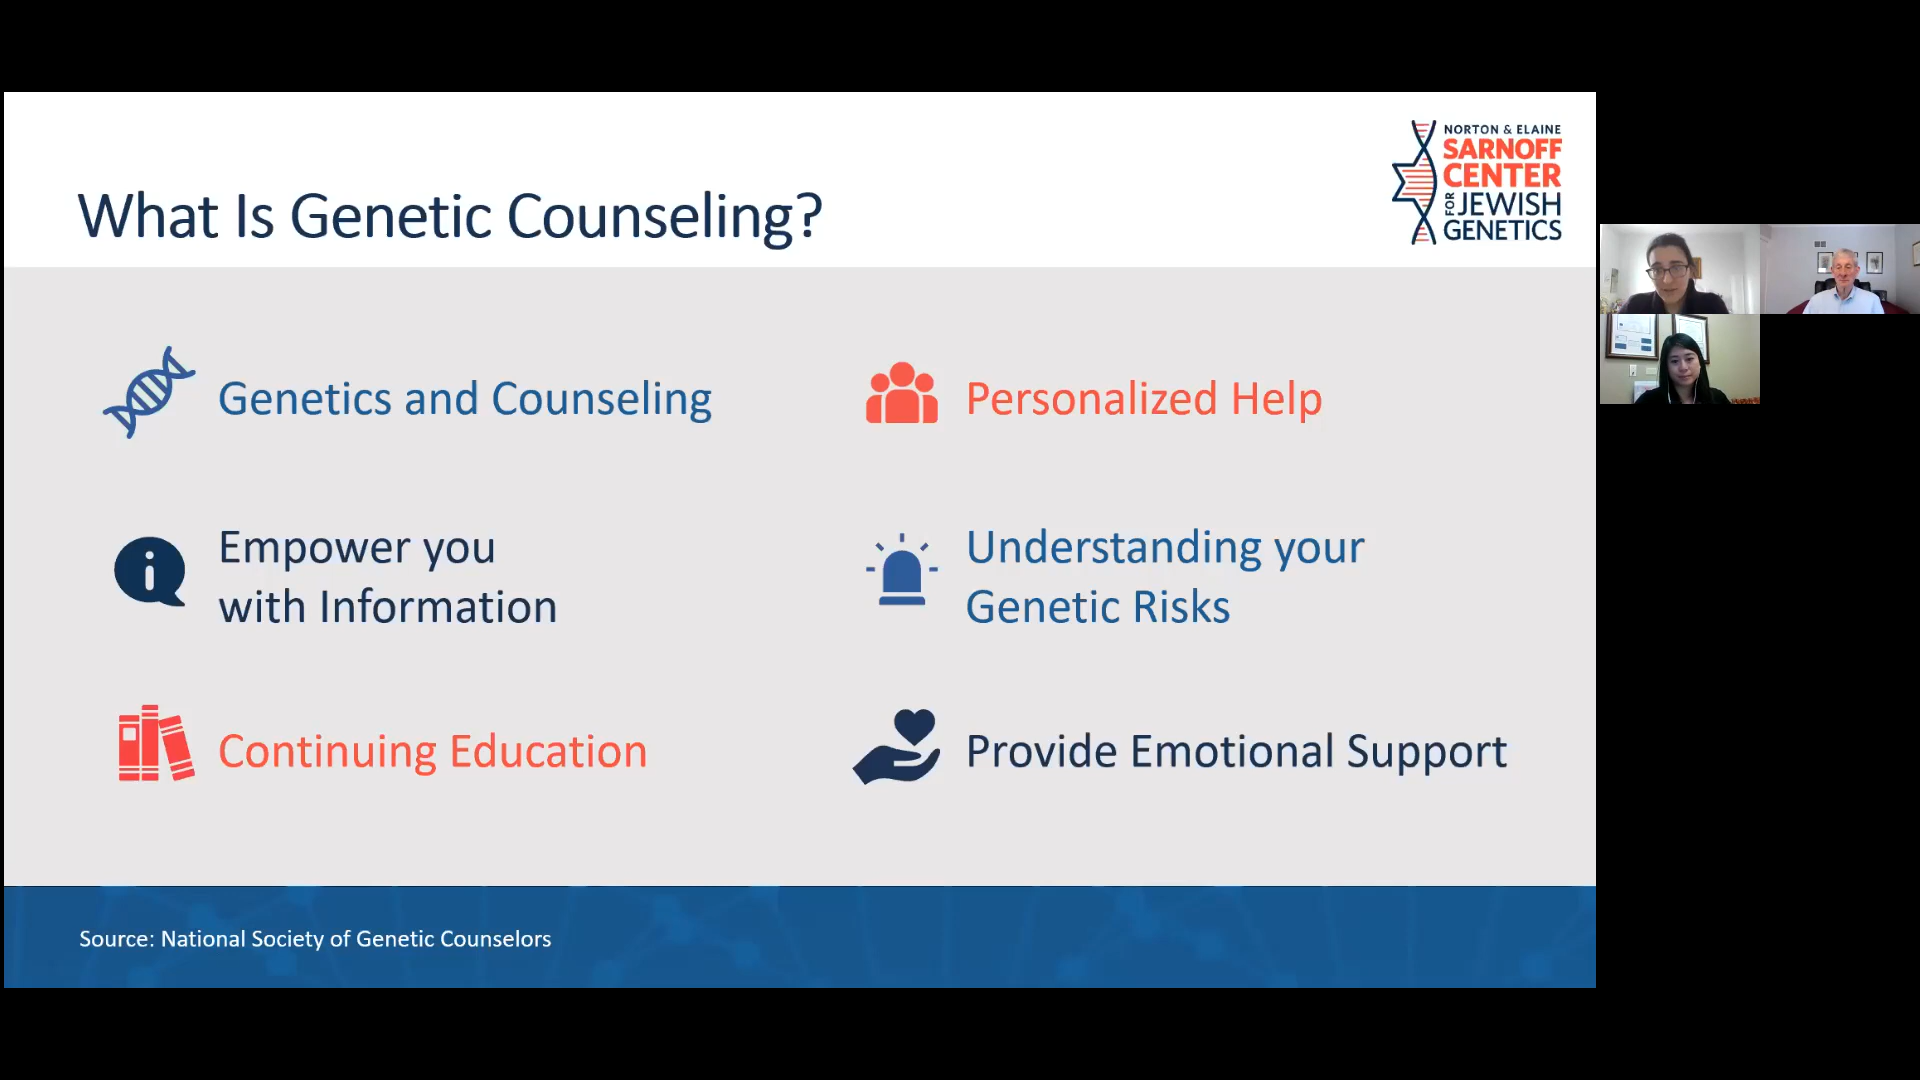 What Is Genetic Counseling?
NORTON & ELAINE
SARNOFF
CENTER
FOR JEWISH
GENETICS
Genetics and Counseling
Personalized Help
Empower you
with Information
Understanding your
Genetic Risks
Continuing Education
Provide Emotional Support
Source: National Society of Genetic Counselors